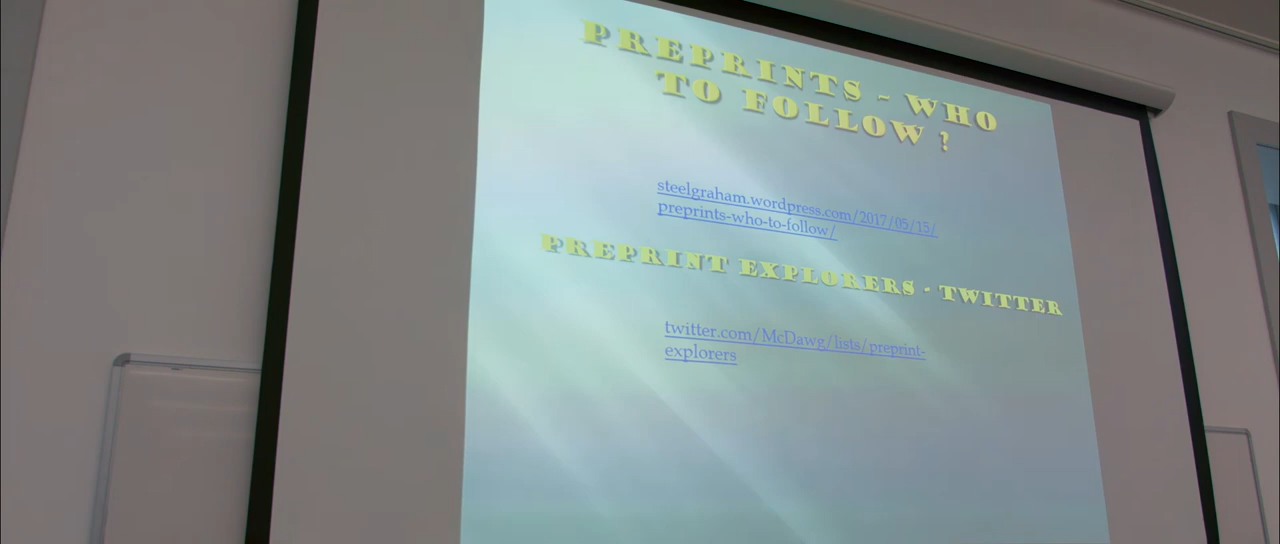 PREPRINTS - WHO
TO FOLLOW ?
steelgraham.wordpress.com/2017/05/15/
preprints-who-to-follow/
PREPRINT EXPLORERS - TWITTER
twitter.com/McDawg/lists/preprint-
explorers